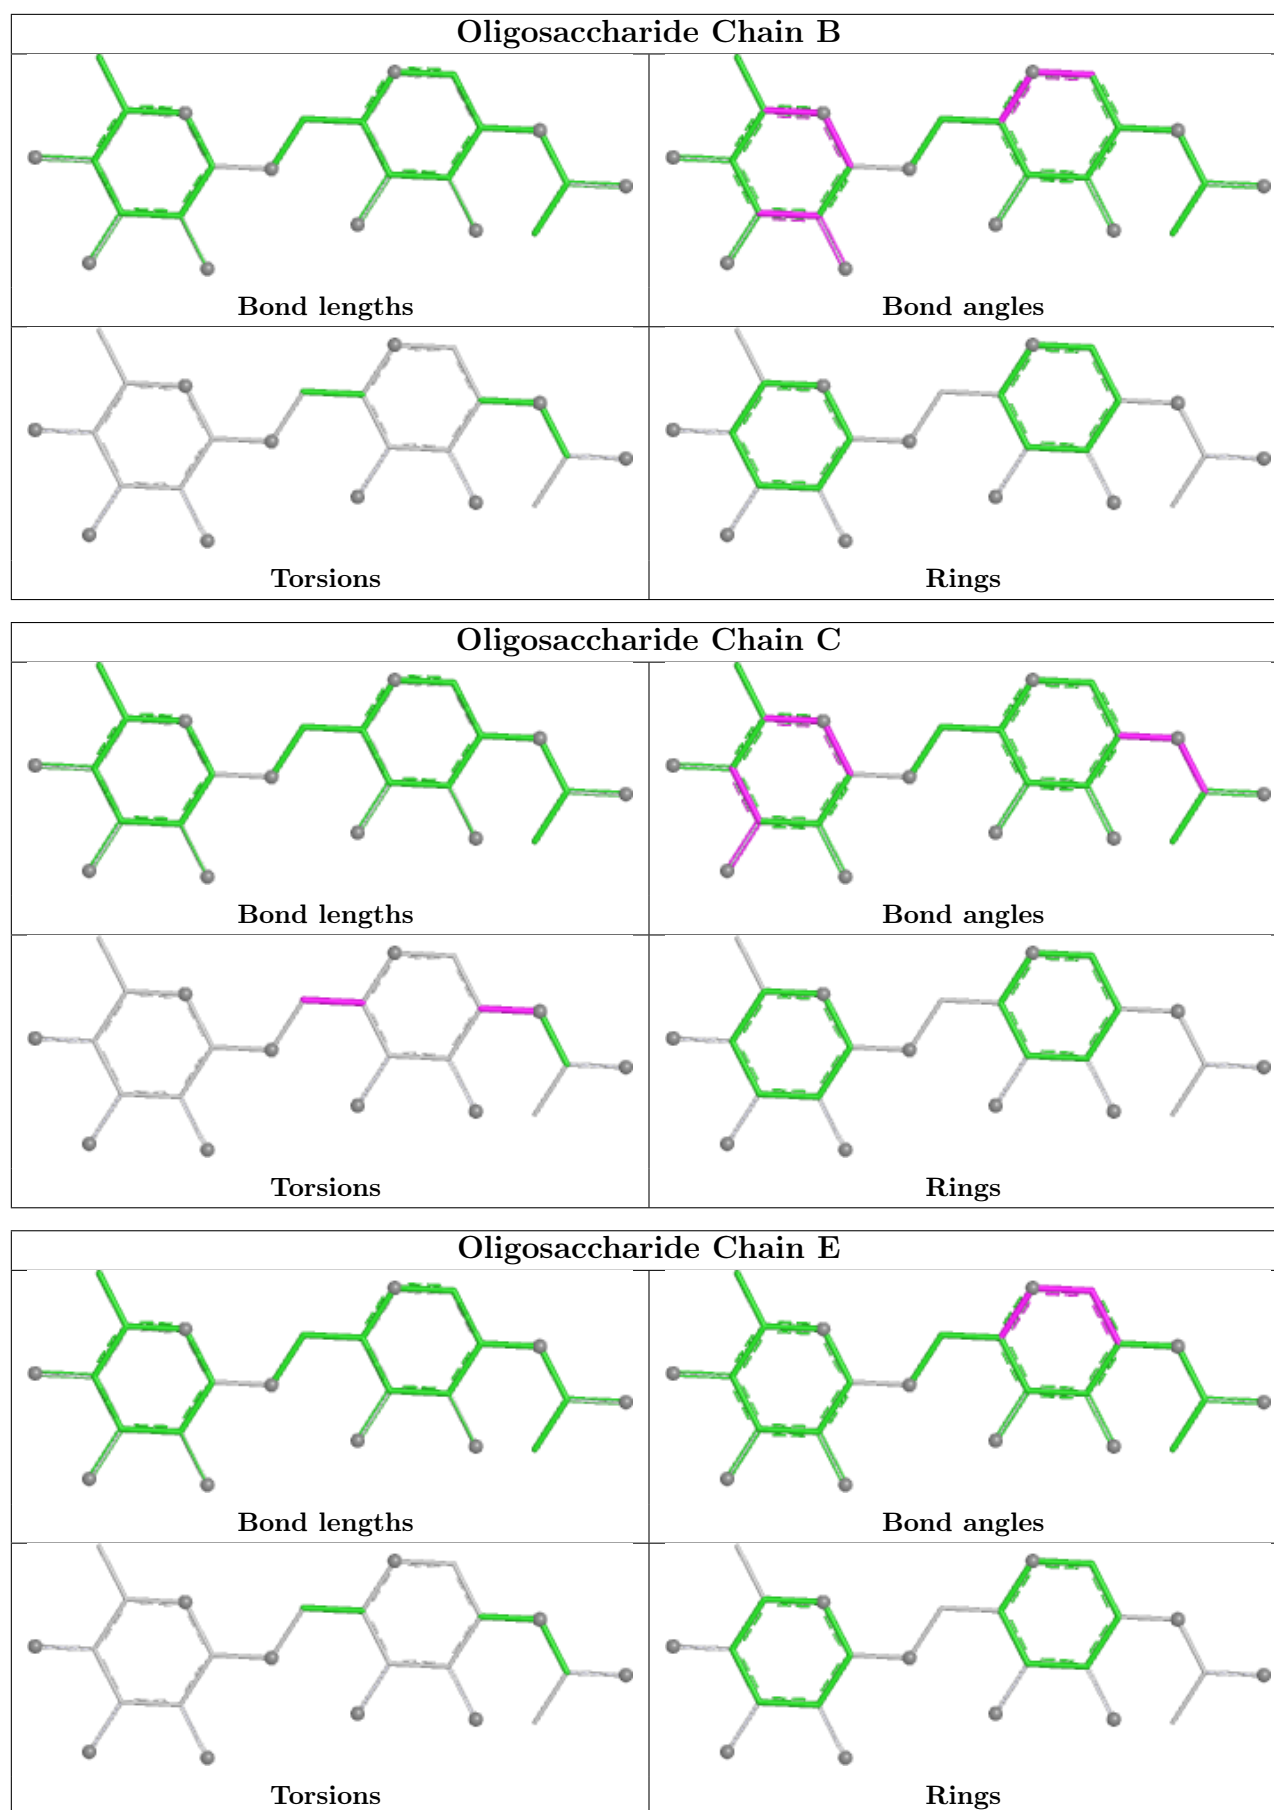 Oligosaccharide Chain B
Bond lengths
Bond angles
Torsions
Rings
Oligosaccharide Chain C
Bond lengths
Bond angles
Torsions
Rings
Oligosaccharide Chain E
Bond lengths
Bond angles
Torsions
Rings